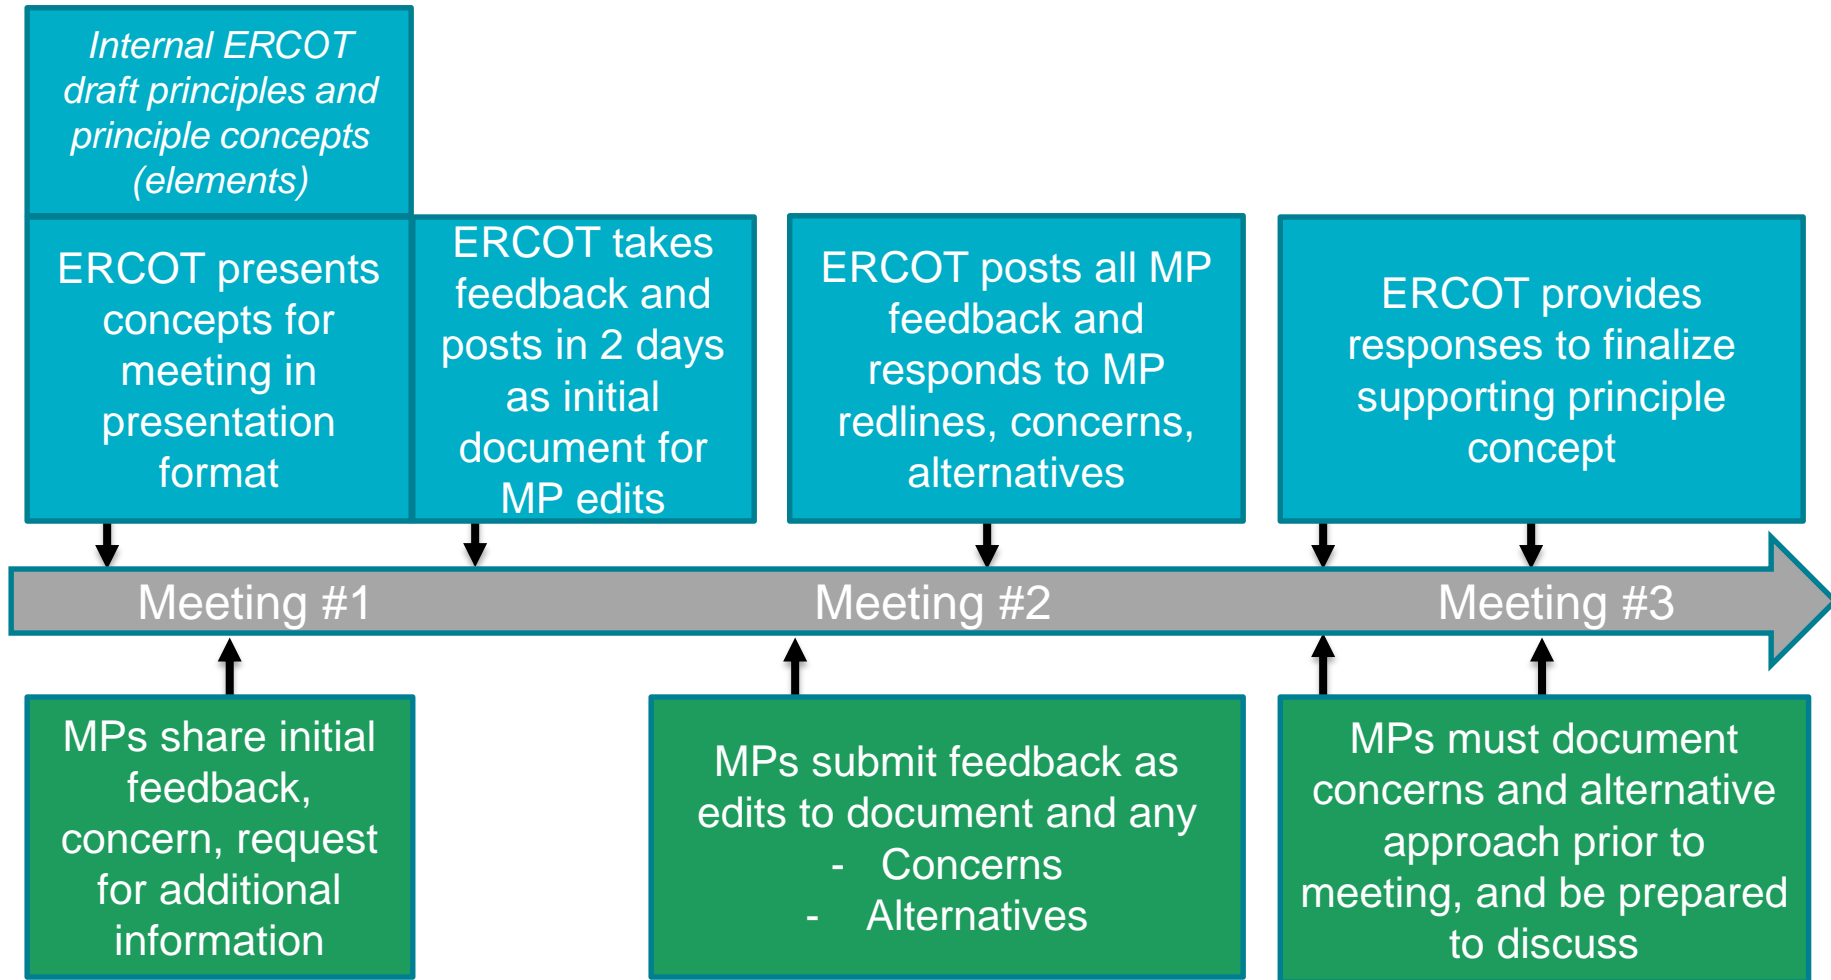 Internal ERCOT
draft principles and
principle concepts
(elements)
ERCOT presents
concepts for
meeting in
presentation
format
ERCOT takes
feedback and
posts in 2 days
as initial
document for
MP edits
ERCOT posts all MP
feedback and
responds to MP
redlines, concerns,
alternatives
ERCOT provides
responses to finalize
supporting principle
concept
Meeting #1
Meeting #2
Meeting #3
MPs share initial
feedback,
concern, request
for additional
information
MPs submit feedback as
edits to document and any
- Concerns
- Alternatives
MPs must document
concerns and alternative
approach prior to
meeting, and be prepared
to discuss